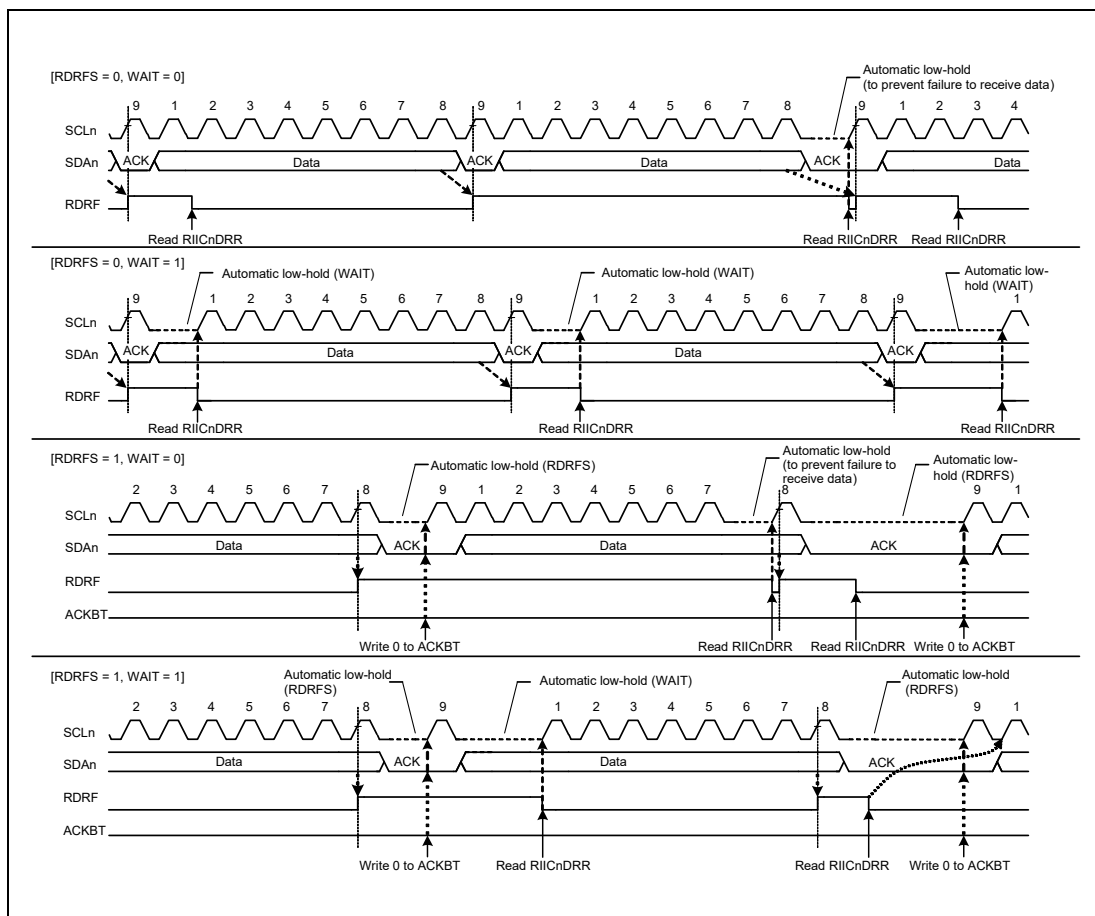 [RDRFS = 0, WAIT = 0]
Automatic low-hold
(to prevent failure to receive data)
9 1 2 3 4 5 6 7 8 9 1 2 3 4 5 6 7 8 9 1 2 3 4
SCLn
SDAn ACK Data ACK Data ACK Data
RDRF
Read RIICnDRR Read RIICnDRR Read RIICnDRR
[RDRFS = 0, WAIT = 1]
Automatic low-hold (WAIT) Automatic low-hold (WAIT) Automatic low-
hold (WAIT)
9 1 2 3 4 5 6 7 8 9 1 2 3 4 5 6 7 8 9 1
SCLn
SDAn ACK Data ACK Data ACK
RDRF
Read RIICnDRR Read RIICnDRR Read RIICnDRR
[RDRFS = 1, WAIT = 0]
Automatic low-hold (RDRFS)
Automatic low-hold
(to prevent failure to
receive data)
Automatic low-
hold (RDRFS)
2 3 4 5 6 7 8 9 1 2 3 4 5 6 7 8 9 1
SCLn
SDAn Data ACK Data ACK
RDRF
ACKBT
Write 0 to ACKBT Read RIICnDRR Read RIICnDRR Write 0 to ACKBT
[RDRFS = 1, WAIT = 1]
Automatic low-hold
(RDRFS)
Automatic low-hold (WAIT)
Automatic low-hold
(RDRFS)
2 3 4 5 6 7 8 9 1 2 3 4 5 6 7 8 9 1
SCLn
SDAn Data ACK Data ACK
RDRF
ACKBT
Write 0 to ACKBT Read RIICnDRR Read RIICnDRR Write 0 to ACKBT